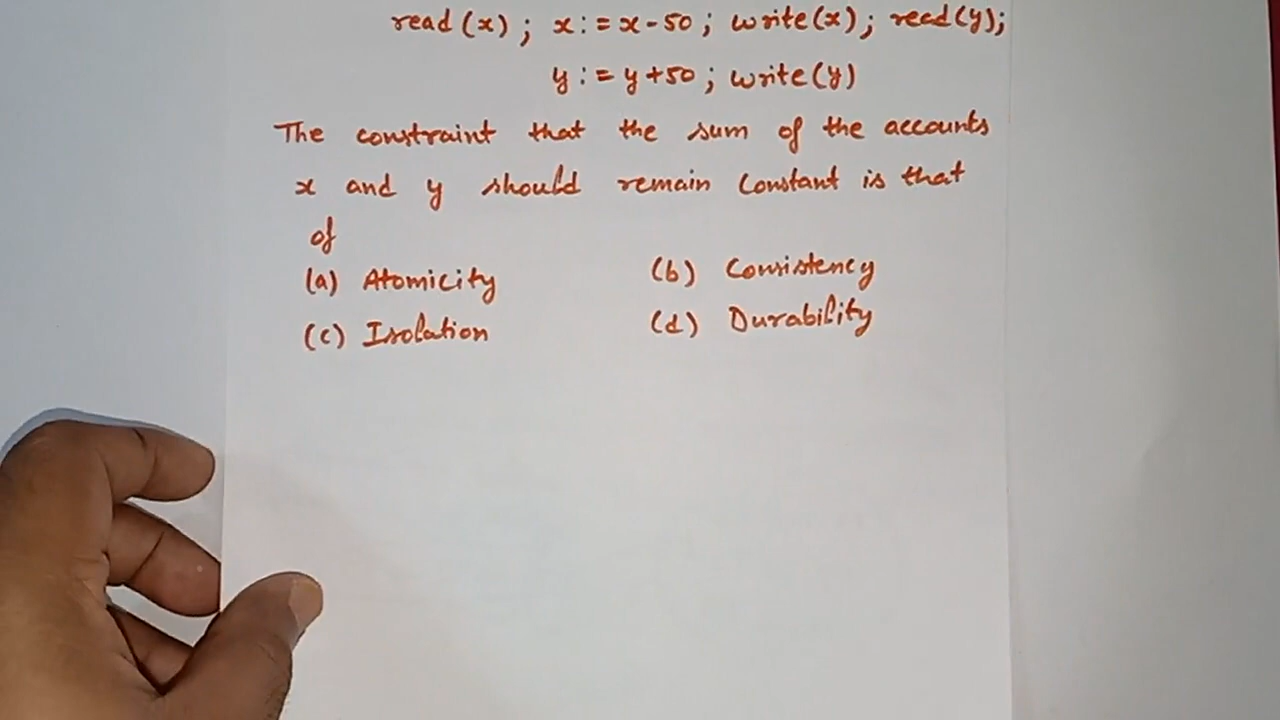 read (x) ; x := x - 50 ; write (x) ; read (y);
y := y + 50 ; write (y)
The constraint that the sum of the accounts
x and y should remain Constant is that
of
(a) Atomicity (b) Consistency
(c) Isolation (d) Durability